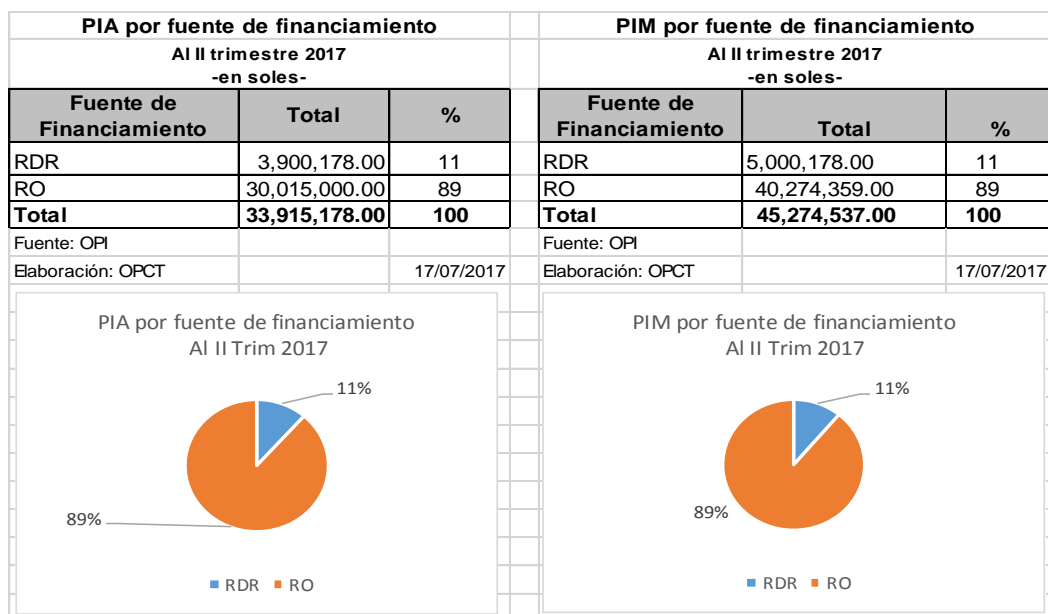 PIA por fuente de financiamiento
Al II trimestre 2017
-en soles-
Fuente de Financiamiento Total %
RDR 3,900,178.00 11
RO 30,015,000.00 89
Total 33,915,178.00 100
Fuente: OPI
Elaboración: OPCT 17/07/2017
PIA por fuente de financiamiento
Al II Trim 2017
11%
89%
RDR RO
PIM por fuente de financiamiento
Al II trimestre 2017
-en soles-
Fuente de Financiamiento Total %
RDR 5,000,178.00 11
RO 40,274,359.00 89
Total 45,274,537.00 100
Fuente: OPI
Elaboración: OPCT 17/07/2017
PIM por fuente de financiamiento
Al II Trim 2017
11%
89%
RDR RO